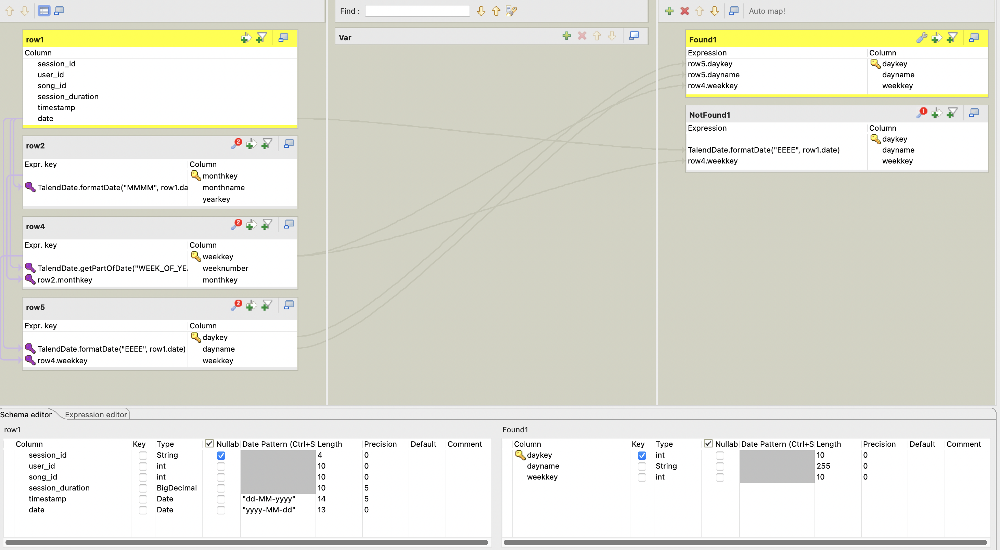 Find :
Auto map!
row1
Column
session_id
user_id
song_id
session_duration
timestamp
date
row2
2
Expr. key Column
monthkey
TalendDate.formatDate("MMMM", row1.da monthname
yearkey
row4
2
Expr. key Column
weekkey
TalendDate.getPartOfDate("WEEK_OF_YEA weeknumber
row2.monthkey monthkey
row5
2
Expr. key Column
daykey
TalendDate.formatDate("EEEE", row1.date) dayname
row4.weekkey weekkey
Var
Found1
Expression Column
row5.daykey daykey
row5.dayname dayname
row4.weekkey weekkey
NotFound1
1
Expression Column
daykey
TalendDate.formatDate("EEEE", row1.date) dayname
row4.weekkey weekkey
Schema editor Expression editor
row1
Column Key Type Nullab Date Pattern (Ctrl+S Length Precision Default Comment
session_id String 4 0
user_id int 10 0
song_id int 10 0
session_duration BigDecimal 10 5
timestamp Date "dd-MM-yyyy" 14 5
date Date "yyyy-MM-dd" 13 0
Found1
Column Key Type Nullab Date Pattern (Ctrl+S Length Precision Default Comment
daykey int 10 0
dayname String 255 0
weekkey int 10 0